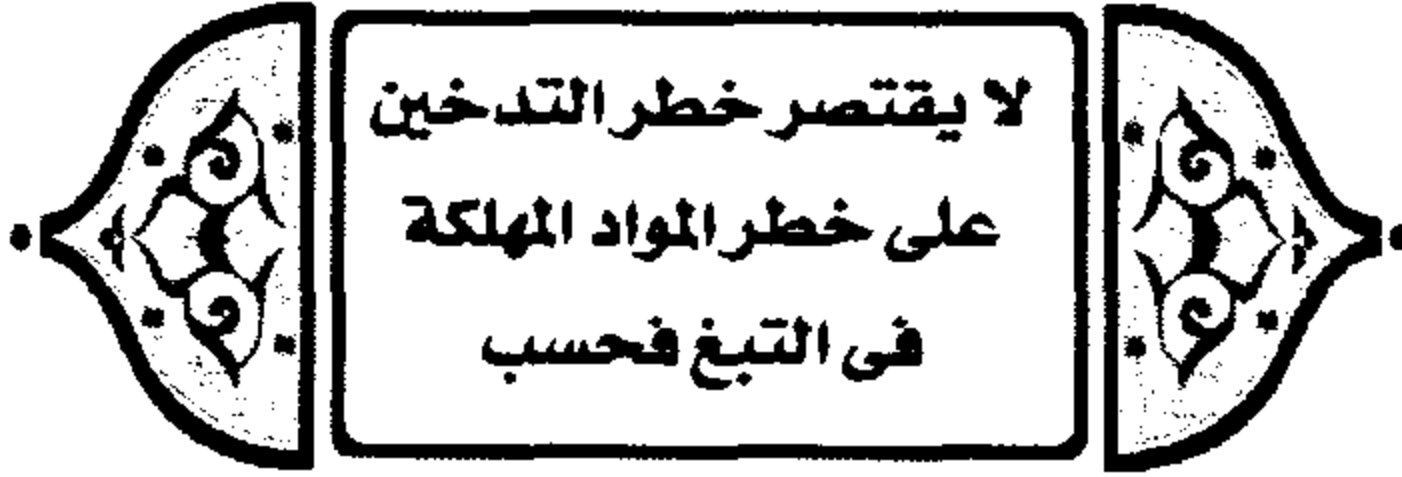 لا يقتصر خطر التدخين
على خطر المواد المهلكة
فى التبغ فحسب